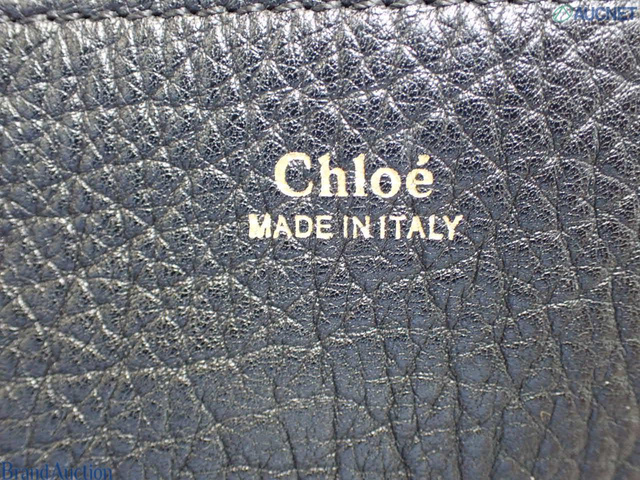 AUCNET
Chloé
MADE IN ITALY
Brand Auction